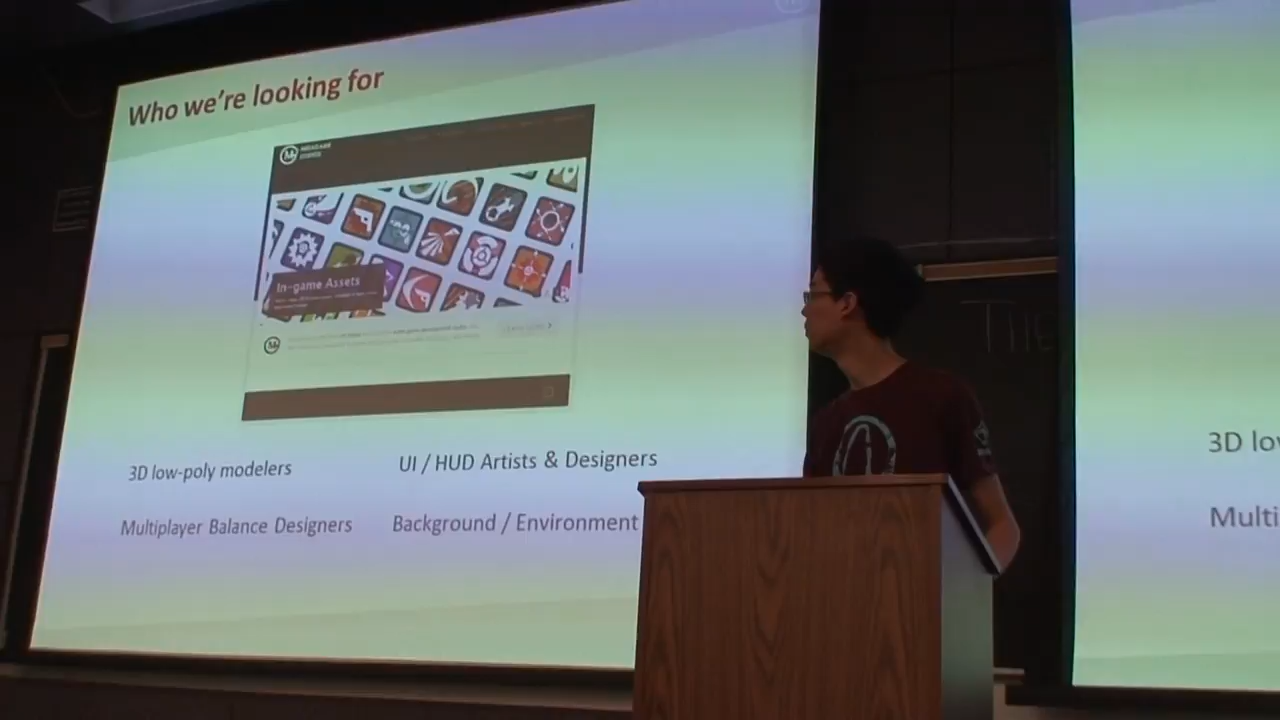 Who we're looking for
In-game Assets
3D low-poly modelers
UI / HUD Artists & Designers
Multiplayer Balance Designers
Background / Environment
3D lo
Multi